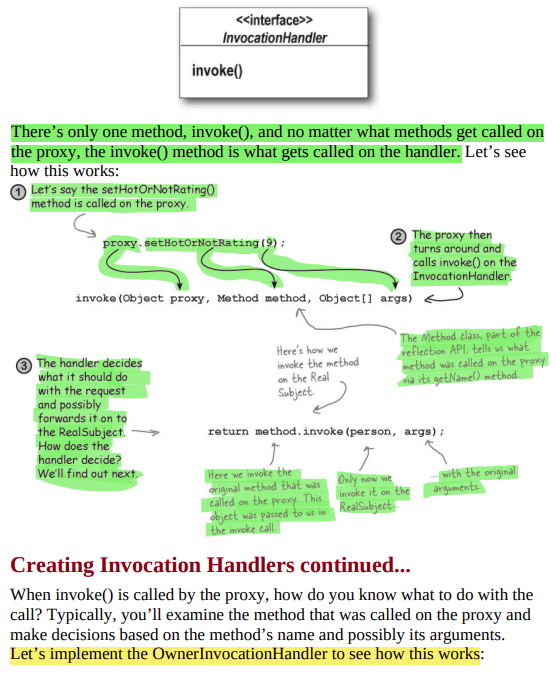 <<interface>>
InvocationHandler
invoke()
There's only one method, invoke(), and no matter what methods get called on
the proxy, the invoke() method is what gets called on the handler. Let's see
how this works:
1 Let's say the setHotOrNotRating()
method is called on the proxy.
proxy.setHotOrNotRating(9);
2 The proxy then
turns around and
calls invoke() on the
InvocationHandler.
invoke(Object proxy, Method method, Object[] args)
The Method class, part of the
reflection API, tells us what
method was called on the proxy
via its getName() method.
Here's how we
invoke the method
on the Real
Subject.
3 The handler decides
what it should do
with the request
and possibly
forwards it on to
the RealSubject.
How does the
handler decide?
We'll find out next.
return method.invoke(person, args);
Here we invoke the
original method that was
called on the proxy. This
object was passed to us in
the invoke call.
Only now we
invoke it on the
RealSubject...
... with the original
arguments.
Creating Invocation Handlers continued...
When invoke() is called by the proxy, how do you know what to do with the
call? Typically, you'll examine the method that was called on the proxy and
make decisions based on the method's name and possibly its arguments.
Let's implement the OwnerInvocationHandler to see how this works: